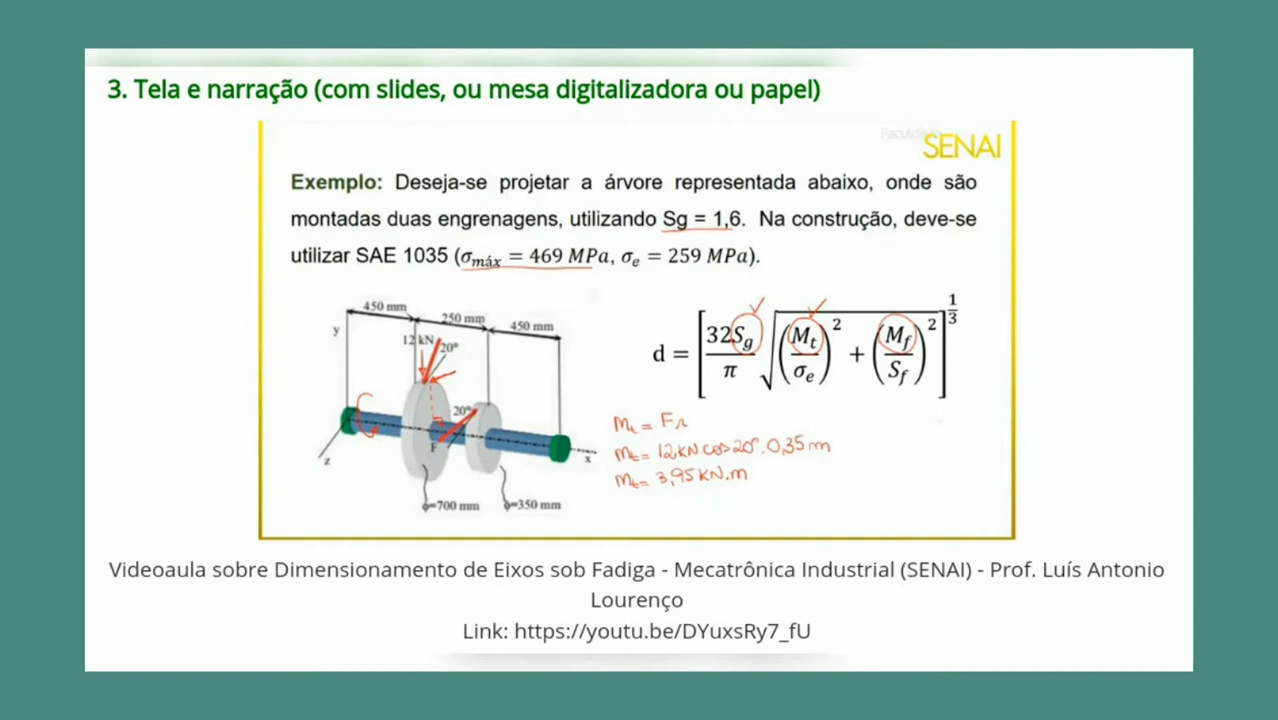 3. Tela e narração (com slides, ou mesa digitalizadora ou papel)
Faculdade
SENAI
Exemplo: Deseja-se projetar a árvore representada abaixo, onde são
montadas duas engrenagens, utilizando Sg = 1,6. Na construção, deve-se
utilizar SAE 1035 (σmáx = 469 MPa, σe = 259 MPa).
450 mm
250 mm
450 mm
y
12 kN
20°
20°
F
z
x
ϕ=700 mm
ϕ=350 mm
d = [32Sg/π √((Mt/σe)² + (Mf/Sf)²)]^1/3
Mt = Fr
Mt = 12kN cos20°.0,35m
Mt = 3,95kN.m
Videoaula sobre Dimensionamento de Eixos sob Fadiga - Mecatrônica Industrial (SENAI) - Prof. Luís Antonio
Lourenço
Link: https://youtu.be/DYuxsRy7_fU